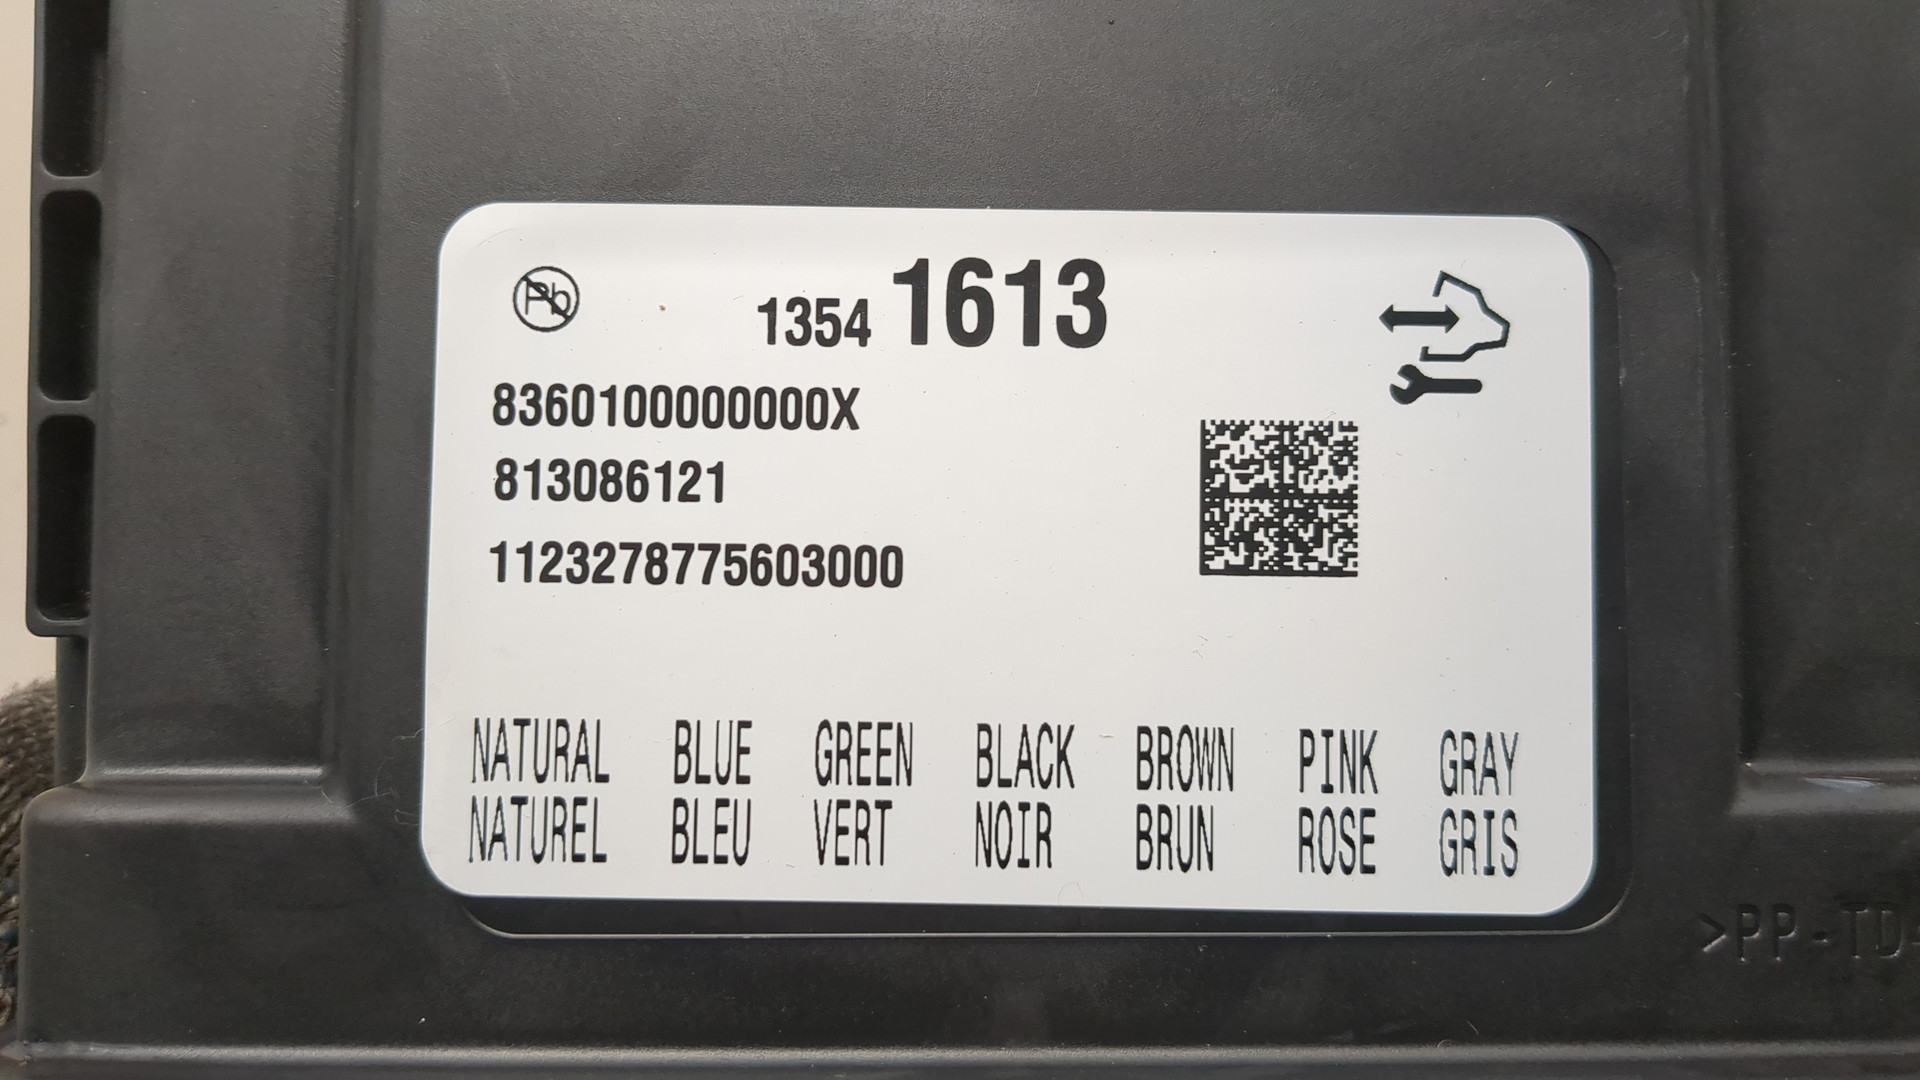 Pb
1354 1613
8360100000000X
813086121
1123278775603000
NATURAL BLUE GREEN BLACK BROWN PINK GRAY
NATUREL BLEU VERT NOIR BRUN ROSE GRIS
>PP-TD